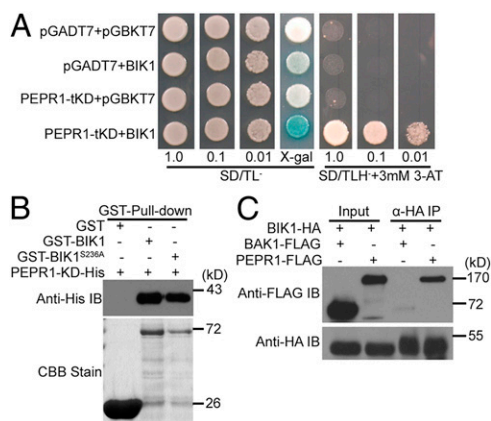 A
pGADT7+pGBKT7
pGADT7+BIK1
PEPR1-tKD+pGBKT7
PEPR1-tKD+BIK1
1.0 0.1 0.01 X-gal 1.0 0.1 0.01
SD/TL- SD/TLH-+3mM 3-AT
B
GST-Pull-down
GST +
GST-BIK1 +
GST-BIK1S236A +
PEPR1-KD-His + + + (kD)
Anti-His IB
43
72
CBB Stain
26
C
Input α-HA IP
BIK1-HA + + + +
BAK1-FLAG + +
PEPR1-FLAG + + (kD)
170
Anti-FLAG IB
72
Anti-HA IB
55